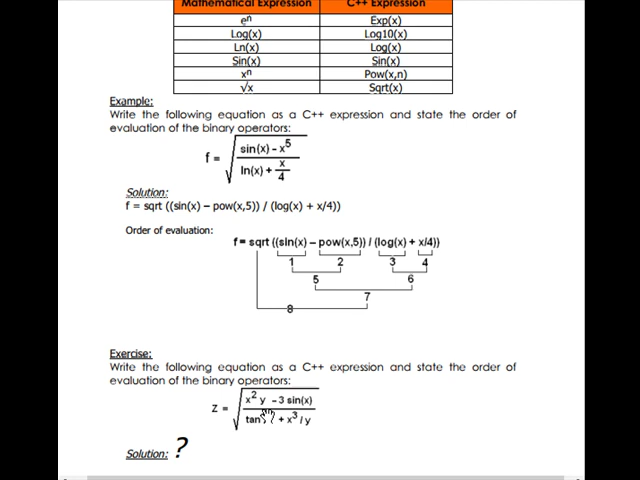 Mathematical Expression C++ Expression
eⁿ Exp(x)
Log(x) Log10(x)
Ln(x) Log(x)
Sin(x) Sin(x)
xⁿ Pow(x,n)
√x Sqrt(x)
Example:
Write the following equation as a C++ expression and state the order of
evaluation of the binary operators:
sin(x) - x⁵
f = √
ln(x) + x/4
Solution:
f = sqrt ((sin(x) – pow(x,5)) / (log(x) + x/4))
Order of evaluation:
f = sqrt ((sin(x) – pow(x,5)) / (log(x) + x/4))
1 2 3 4
5 6
7
8
Exercise:
Write the following equation as a C++ expression and state the order of
evaluation of the binary operators:
x² y - 3 sin(x)
Z = √
tan + x³ / y
Solution: ?